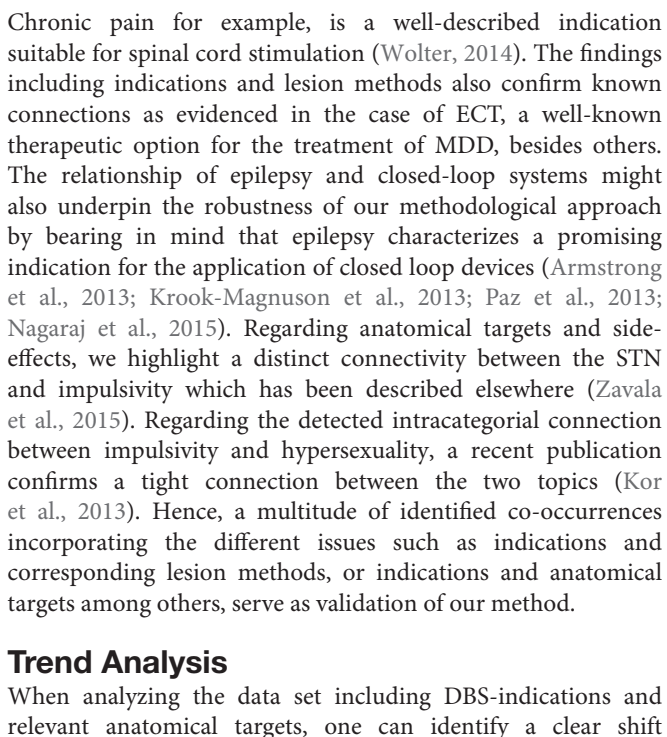 Chronic pain for example, is a well-described indication
suitable for spinal cord stimulation (Wolter, 2014). The findings
including indications and lesion methods also confirm known
connections as evidenced in the case of ECT, a well-known
therapeutic option for the treatment of MDD, besides others.
The relationship of epilepsy and closed-loop systems might
also underpin the robustness of our methodological approach
by bearing in mind that epilepsy characterizes a promising
indication for the application of closed loop devices (Armstrong
et al., 2013; Krook-Magnuson et al., 2013; Paz et al., 2013;
Nagaraj et al., 2015). Regarding anatomical targets and side-
effects, we highlight a distinct connectivity between the STN
and impulsivity which has been described elsewhere (Zavala
et al., 2015). Regarding the detected intracategorial connection
between impulsivity and hypersexuality, a recent publication
confirms a tight connection between the two topics (Kor
et al., 2013). Hence, a multitude of identified co-occurrences
incorporating the different issues such as indications and
corresponding lesion methods, or indications and anatomical
targets among others, serve as validation of our method.
Trend Analysis
When analyzing the data set including DBS-indications and
relevant anatomical targets, one can identify a clear shift